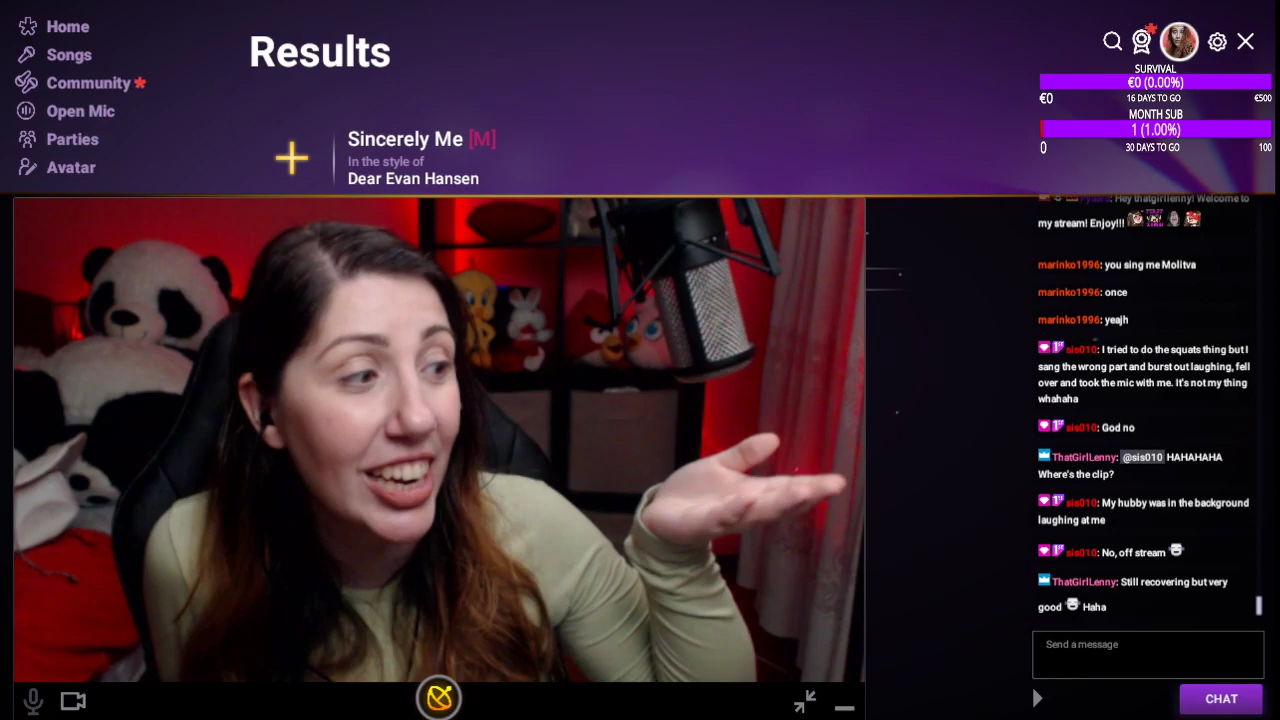 Home
Songs
Community
Open Mic
Parties
Avatar
Results
Sincerely Me [M]
In the style of
Dear Evan Hansen
SURVIVAL
€0 (0.00%)
€0 16 DAYS TO GO €500
MONTH SUB
1 (1.00%)
0 30 DAYS TO GO 100
Hey thatgirllenny! Welcome to
my stream! Enjoy!!!
marinko1996: you sing me Molitva
marinko1996: once
marinko1996: yeajh
sis010: I tried to do the squats thing but I
sang the wrong part and burst out laughing, fell
over and took the mic with me. It's not my thing
whahaha
sis010: God no
ThatGirlLenny: @sis010 HAHAHAHA
Where's the clip?
sis010: My hubby was in the background
laughing at me
sis010: No, off stream
ThatGirlLenny: Still recovering but very
good Haha
Send a message
CHAT